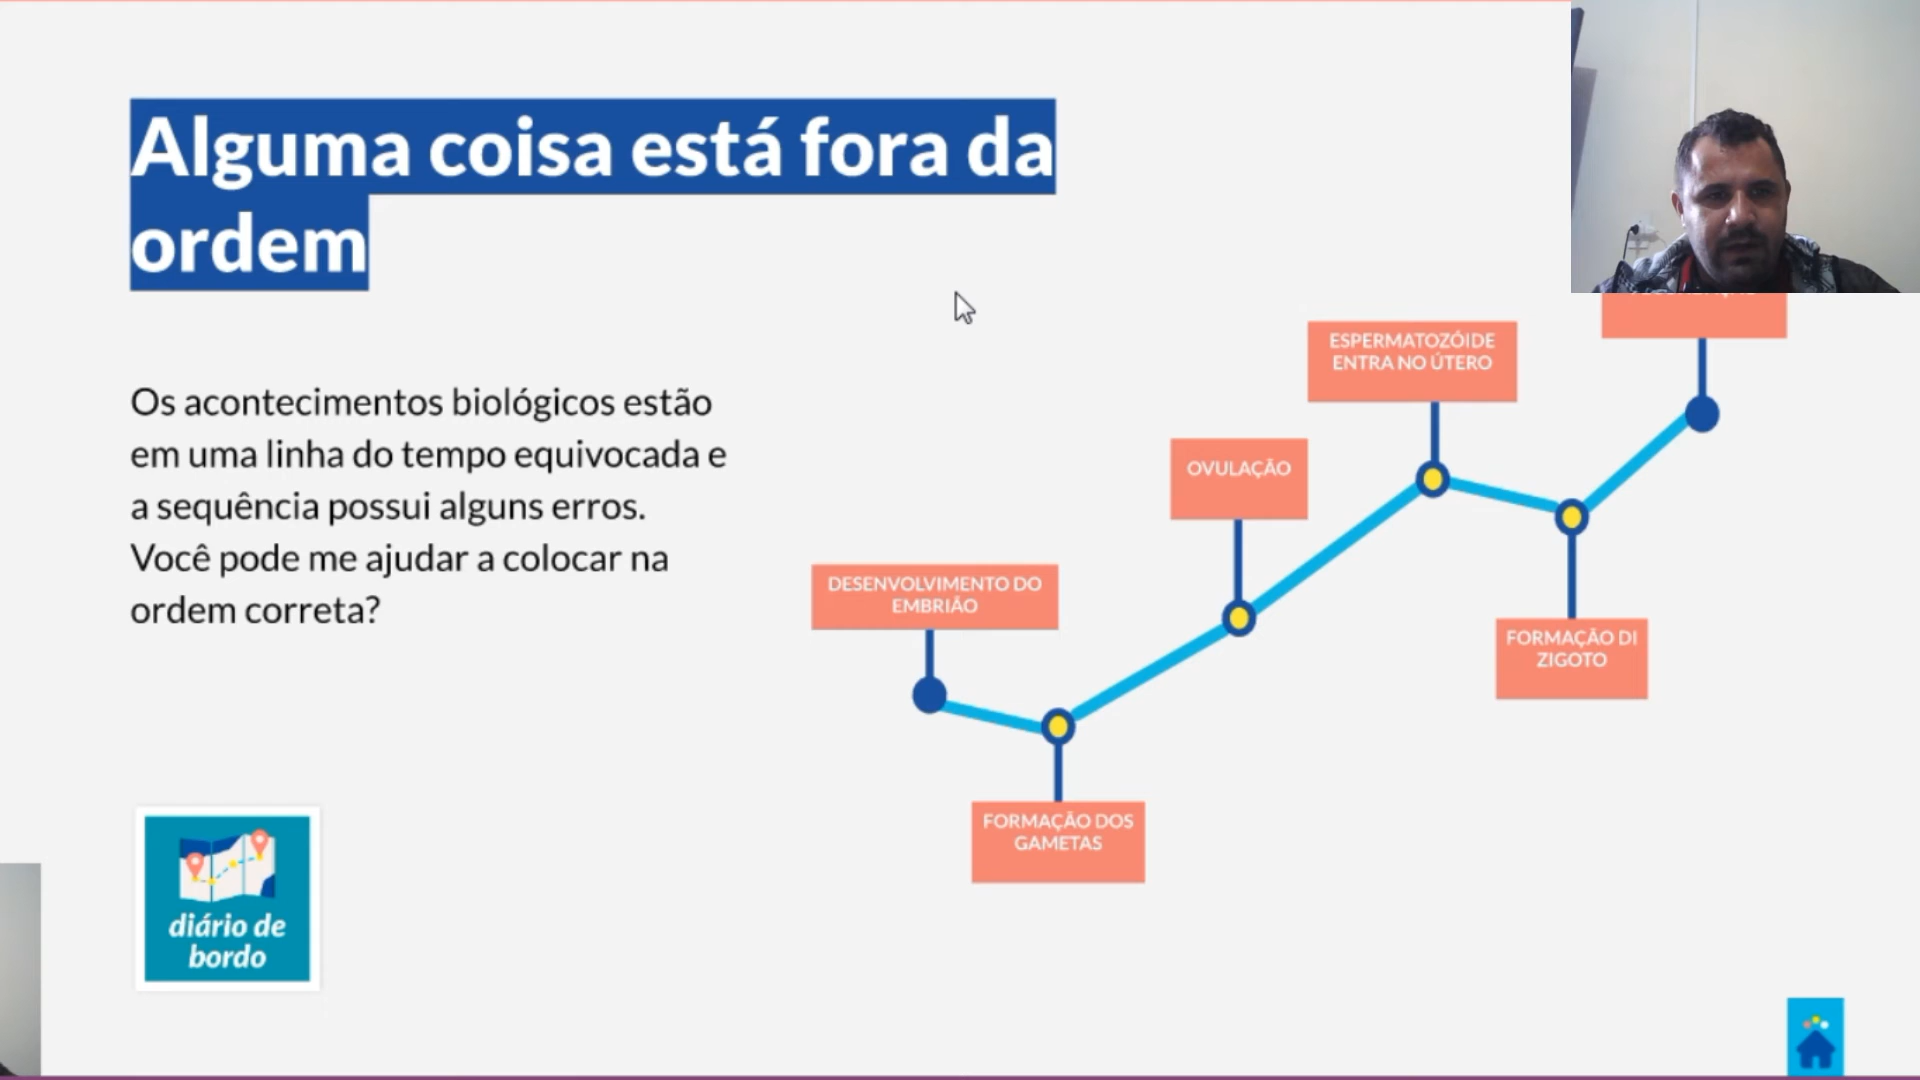 Alguma coisa está fora da
ordem
Os acontecimentos biológicos estão
em uma linha do tempo equivocada e
a sequência possui alguns erros.
Você pode me ajudar a colocar na
ordem correta?
ESPERMATOZÓIDE
ENTRA NO ÚTERO
OVULAÇÃO
DESENVOLVIMENTO DO
EMBRIÃO
FORMAÇÃO DI
ZIGOTO
FORMAÇÃO DOS
GAMETAS
diário de
bordo